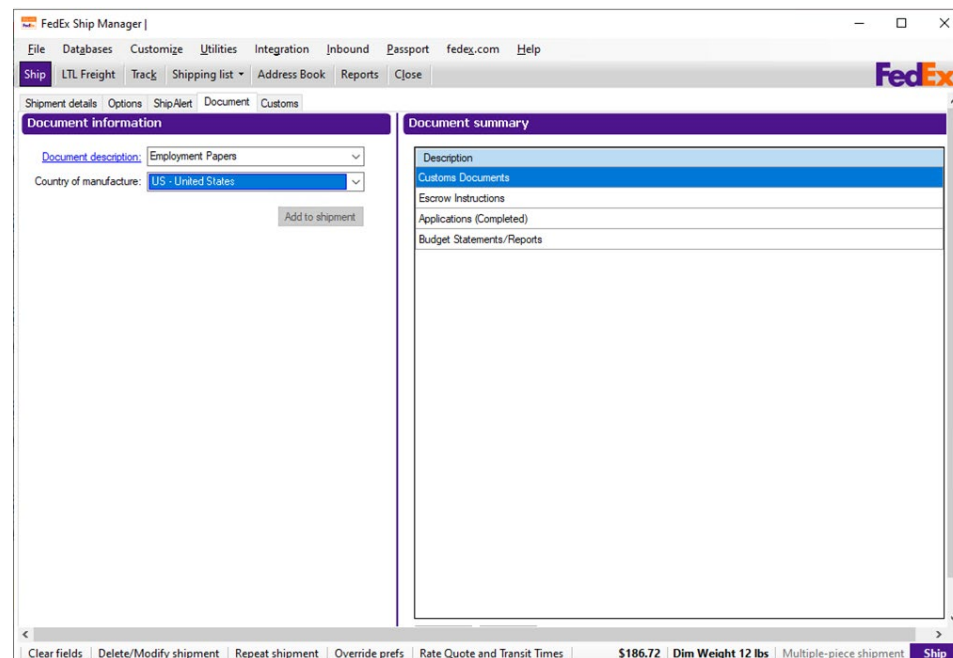 FedEx Ship Manager |
File Databases Customize Utilities Integration Inbound Passport fedex.com Help
Ship LTL Freight Track Shipping list Address Book Reports Close
FedEx
Shipment details Options ShipAlert Document Customs
Document information
Document description: Employment Papers
Country of manufacture: US - United States
Add to shipment
Document summary
Description
Customs Documents
Escrow Instructions
Applications (Completed)
Budget Statements/Reports
Clear fields Delete/Modify shipment Repeat shipment Override prefs Rate Quote and Transit Times $186.72 Dim Weight 12 lbs Multiple-piece shipment Ship